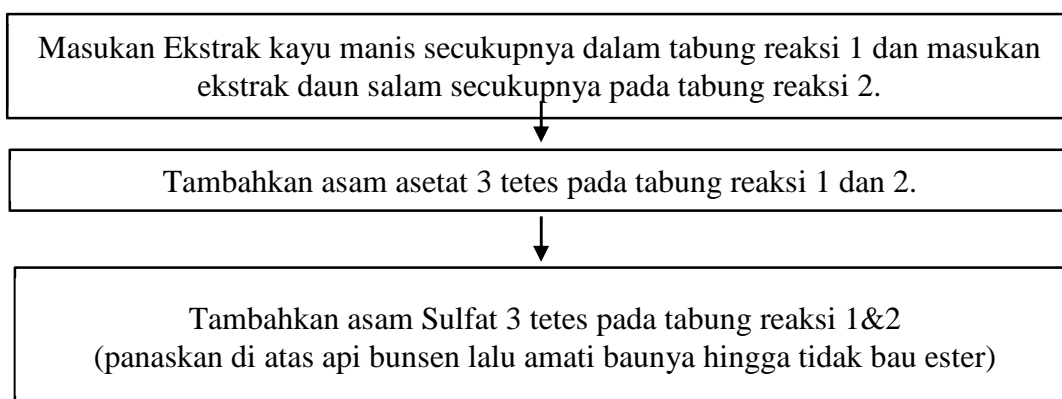 Masukan Ekstrak kayu manis secukupnya dalam tabung reaksi 1 dan masukan
ekstrak daun salam secukupnya pada tabung reaksi 2.
Tambahkan asam asetat 3 tetes pada tabung reaksi 1 dan 2.
Tambahkan asam Sulfat 3 tetes pada tabung reaksi 1&2
(panaskan di atas api bunsen lalu amati baunya hingga tidak bau ester)